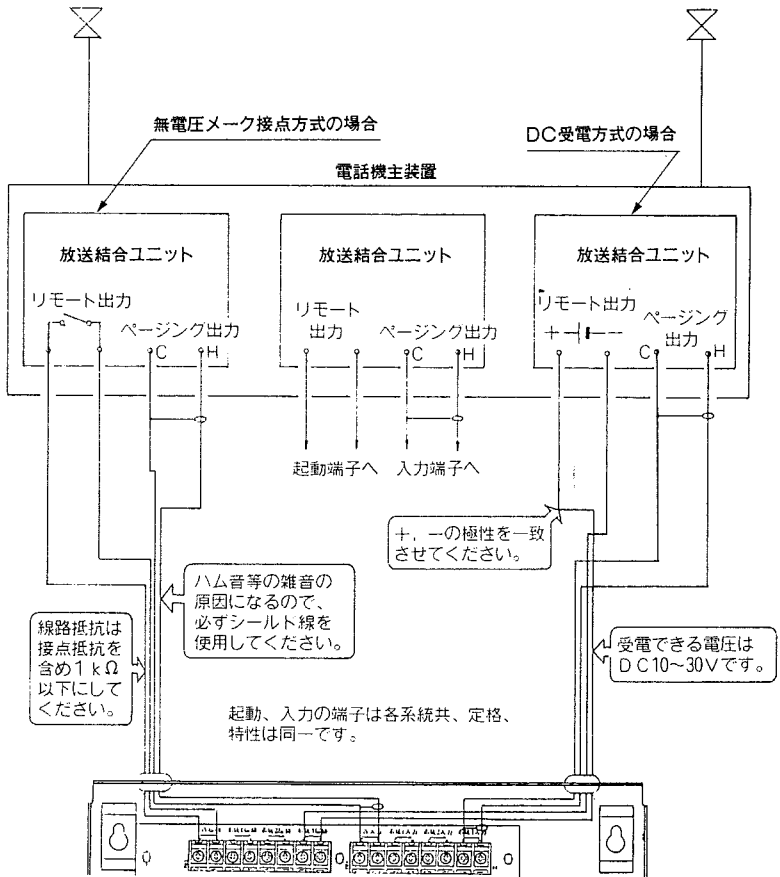 無電圧メーク接点方式の場合
DC受電方式の場合
電話機主装置
放送結合ユニット
リモート出力
ページング出力
C
H
放送結合ユニット
リモート
出力
ページング出力
C
H
放送結合ユニット
リモート出力
+
ページング
出力
C
H
起動端子へ
入力端子へ
+, −の極性を一致
させてください。
ハム音等の雑音の
原因になるので、
必ずシールド線を
使用してください。
線路抵抗は
接点抵抗を
含め1kΩ
以下にして
ください。
受電できる電圧は
DC10~30Vです。
起動、入力の端子は各系統共、定格、
特性は同一です。